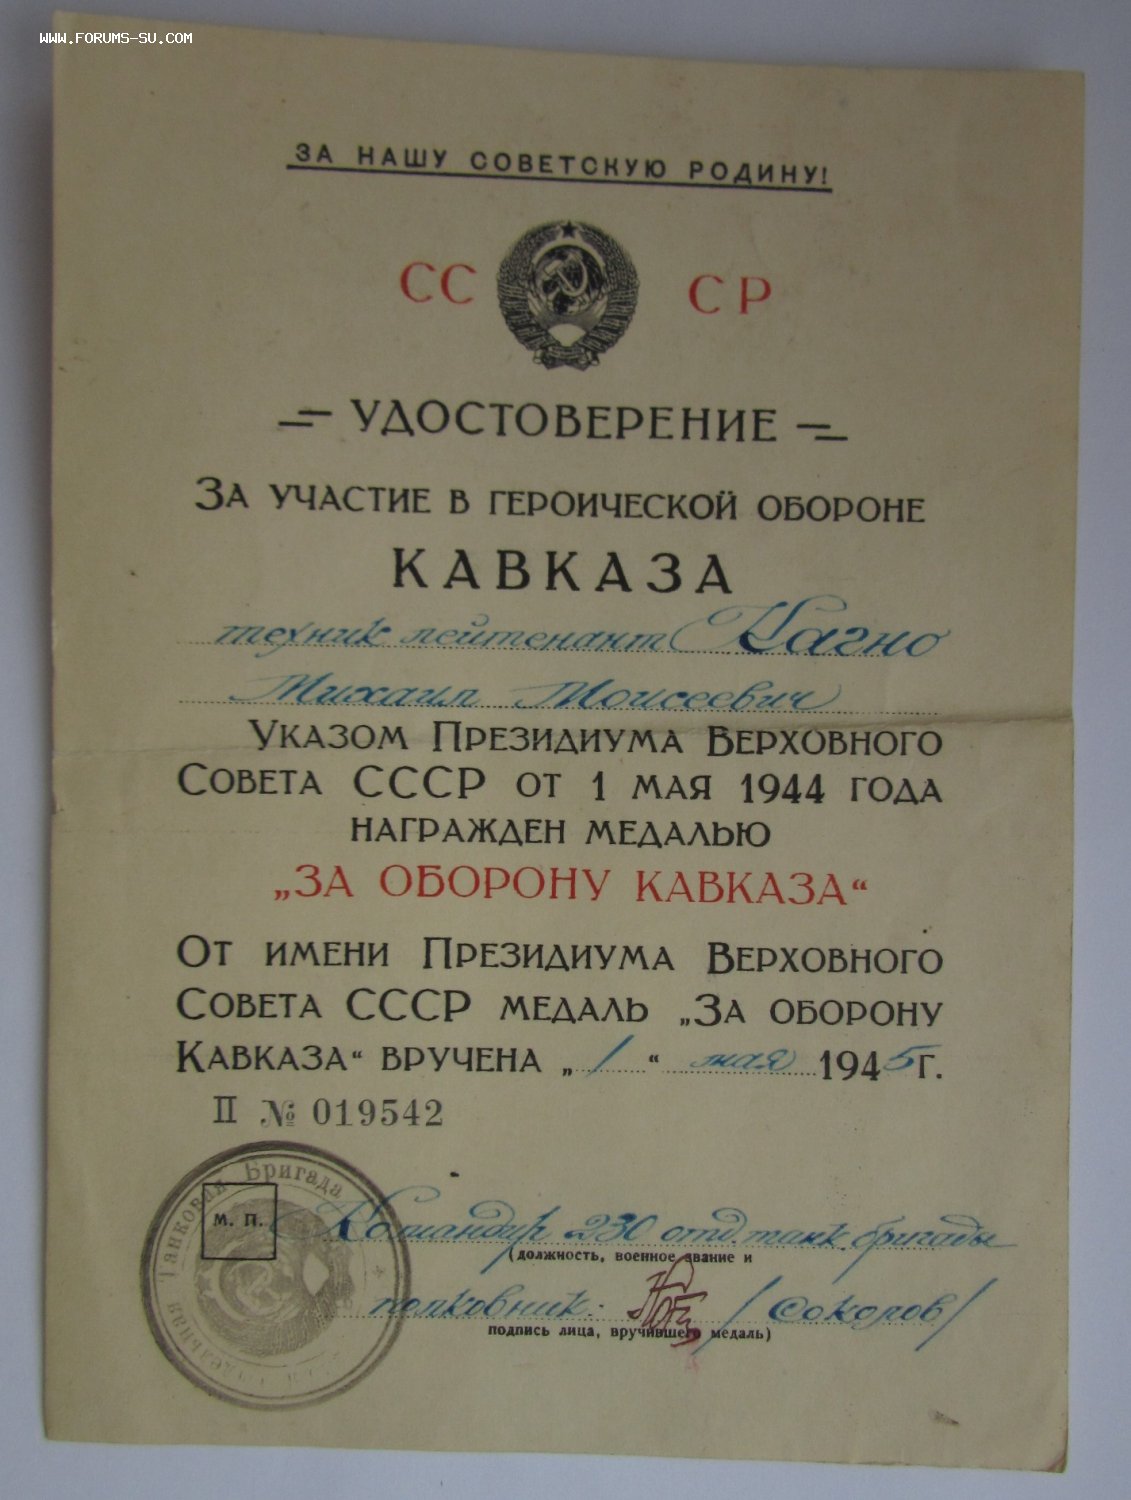 WWW.FORUMS-SU.COM
ЗА НАШУ СОВЕТСКУЮ РОДИНУ!
СС СР
УДОСТОВЕРЕНИЕ
ЗА УЧАСТИЕ В ГЕРОИЧЕСКОЙ ОБОРОНЕ
КАВКАЗА
техник лейтенант Кагно
Михаил Моисеевич
УКАЗОМ ПРЕЗИДИУМА ВЕРХОВНОГО
СОВЕТА СССР ОТ 1 МАЯ 1944 ГОДА
НАГРАЖДЕН МЕДАЛЬЮ
„ЗА ОБОРОНУ КАВКАЗА“
ОТ ИМЕНИ ПРЕЗИДИУМА ВЕРХОВНОГО
СОВЕТА СССР МЕДАЛЬ „ЗА ОБОРОНУ
КАВКАЗА“ ВРУЧЕНА „1“ мая 1945 Г.
II № 019542
Танковая Бригада
М. П.
Командир 230 отд. танк. бригады
(должность, военное звание и
полковник: /Соколов/
подпись лица, вручившего медаль)